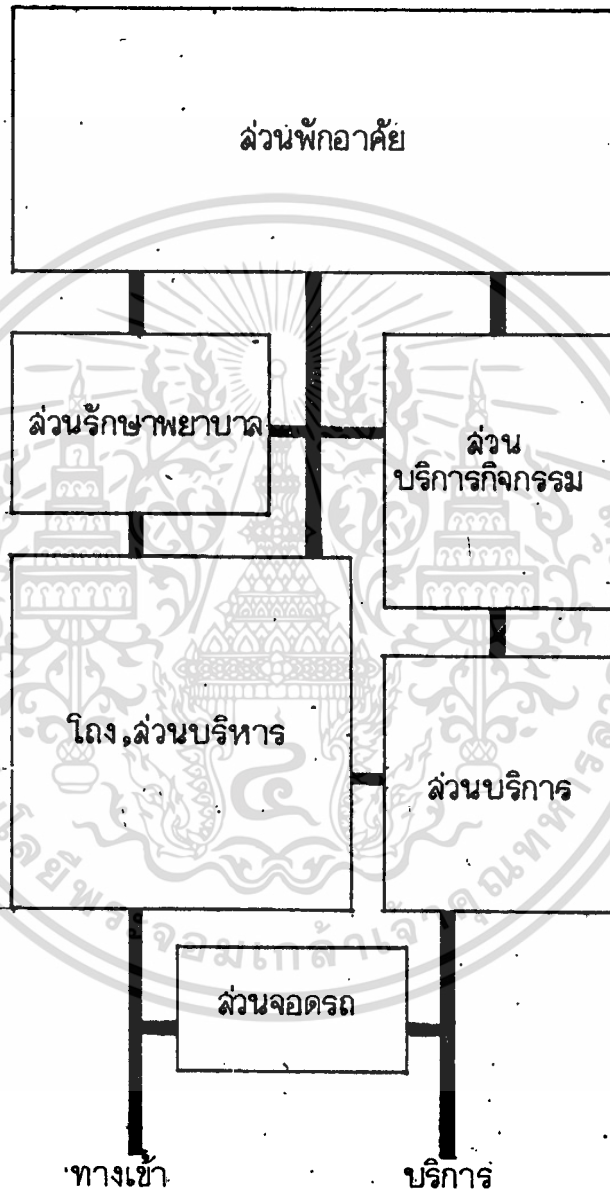 ส่วนพักอาศัย
ส่วนรักษาพยาบาล
ส่วน
บริการกิจกรรม
โถง,ส่วนบริหาร
ส่วนบริการ
ส่วนจอดรถ
ทางเข้า
บริการ